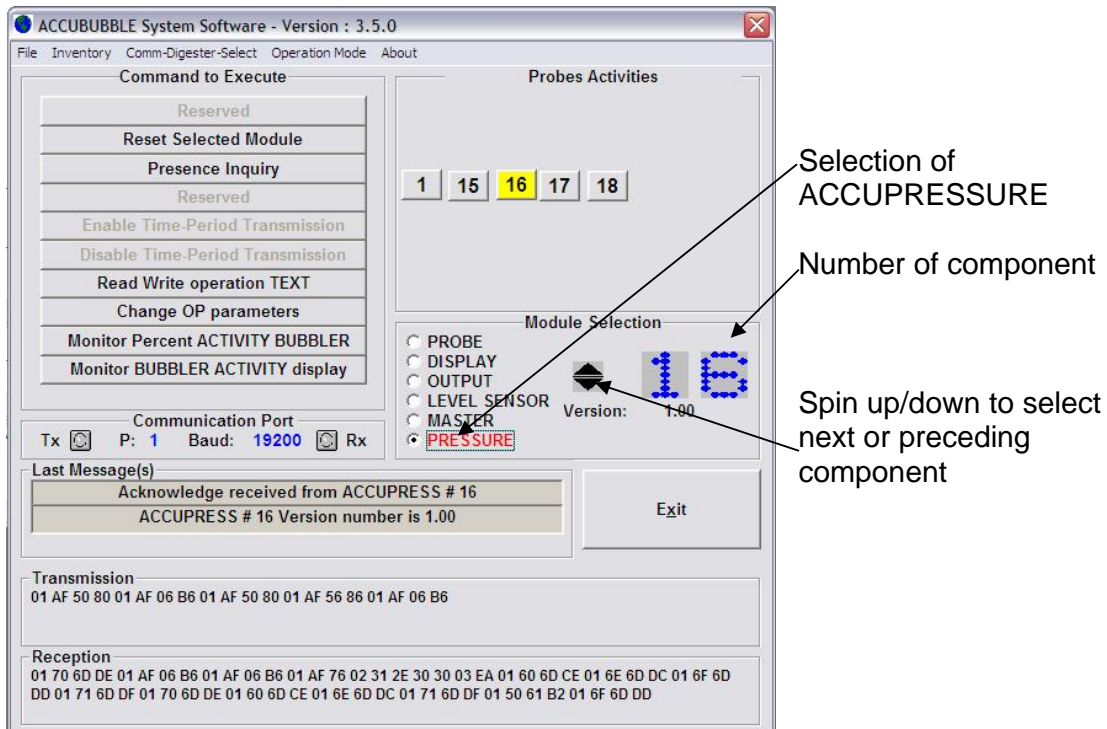 ACCUBUBBLE System Software - Version : 3.5.0
File Inventory Comm-Digester-Select Operation Mode About
Command to Execute
Reserved
Reset Selected Module
Presence Inquiry
Reserved
Enable Time-Period Transmission
Disable Time-Period Transmission
Read Write operation TEXT
Change OP parameters
Monitor Percent ACTIVITY BUBBLER
Monitor BUBBLER ACTIVITY display
Probes Activities
1 15 16 17 18
Module Selection
PROBE
DISPLAY
OUTPUT
LEVEL SENSOR
MASTER
PRESSURE
16
Version: 1.00
Communication Port
Tx P: 1 Baud: 19200 Rx
Last Message(s)
Acknowledge received from ACCUPRESS # 16
ACCUPRESS # 16 Version number is 1.00
Exit
Transmission
01 AF 50 80 01 AF 06 B6 01 AF 50 80 01 AF 56 86 01 AF 06 B6
Reception
01 70 6D DE 01 AF 06 B6 01 AF 06 B6 01 AF 76 02 31 2E 30 30 03 EA 01 60 6D CE 01 6E 6D DC 01 6F 6D
DD 01 71 6D DF 01 70 6D DE 01 60 6D CE 01 6E 6D DC 01 71 6D DF 01 50 61 B2 01 6F 6D DD
Selection of
ACCUPRESSURE
Number of component
Spin up/down to select
next or preceding
component